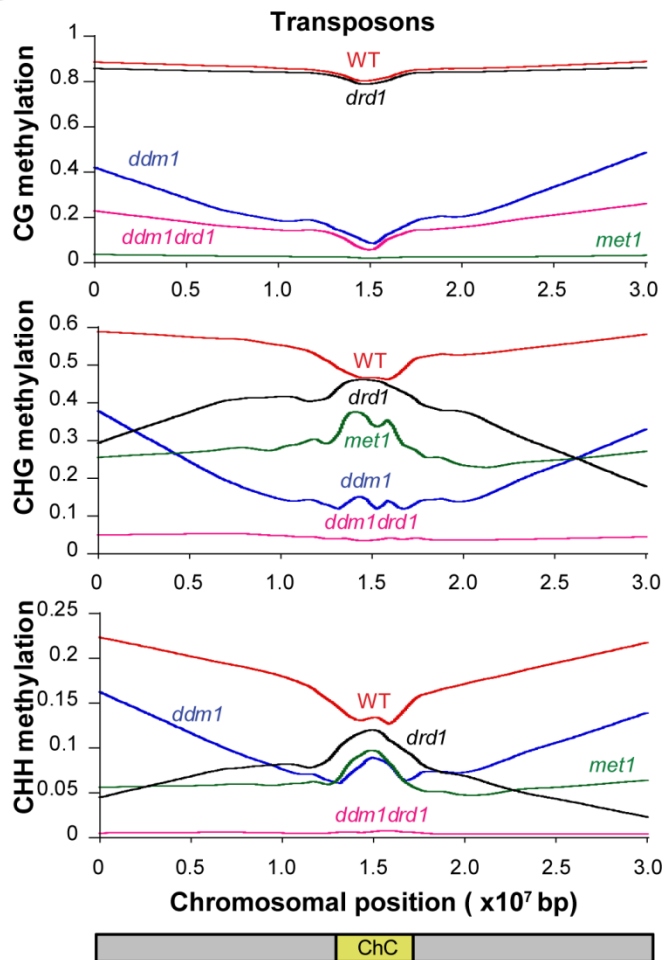 Transposons
CG methylation
1
0.8
0.6
0.4
0.2
0
WT
drd1
ddm1
ddm1drd1
met1
0 0.5 1.0 1.5 2.0 2.5 3.0
CHG methylation
0.6
0.5
0.4
0.3
0.2
0.1
0
WT
drd1
met1
ddm1
ddm1drd1
0 0.5 1.0 1.5 2.0 2.5 3.0
CHH methylation
0.25
0.25
0.15
0.1
0.05
0
WT
ddm1
drd1
met1
ddm1drd1
0 0.5 1.0 1.5 2.0 2.5 3.0
Chromosomal position ( x10⁷ bp)
ChC